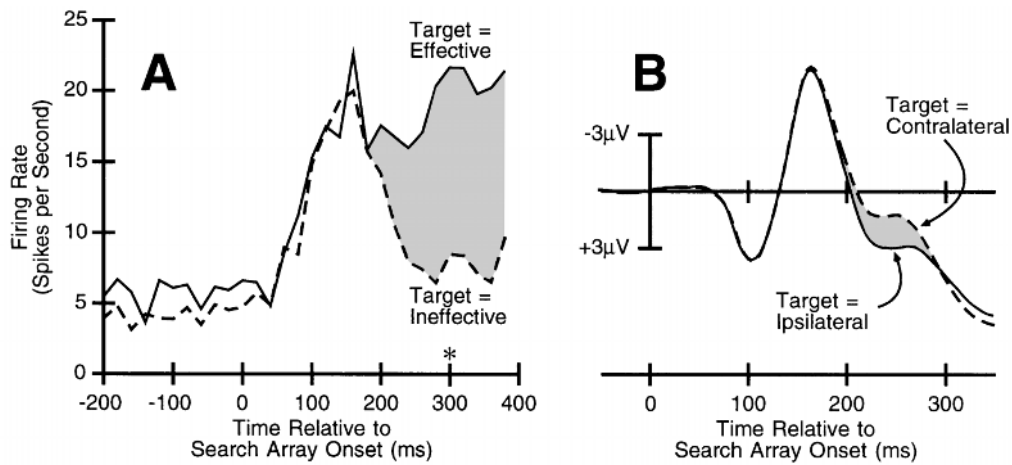 A
Firing Rate
(Spikes per Second)
25
20
15
10
5
0
Target =
Effective
Target =
Ineffective
*
-200 -100 0 100 200 300 400
Time Relative to
Search Array Onset (ms)
B
-3μV
+3μV
Target =
Contralateral
Target =
Ipsilateral
0 100 200 300
Time Relative to
Search Array Onset (ms)